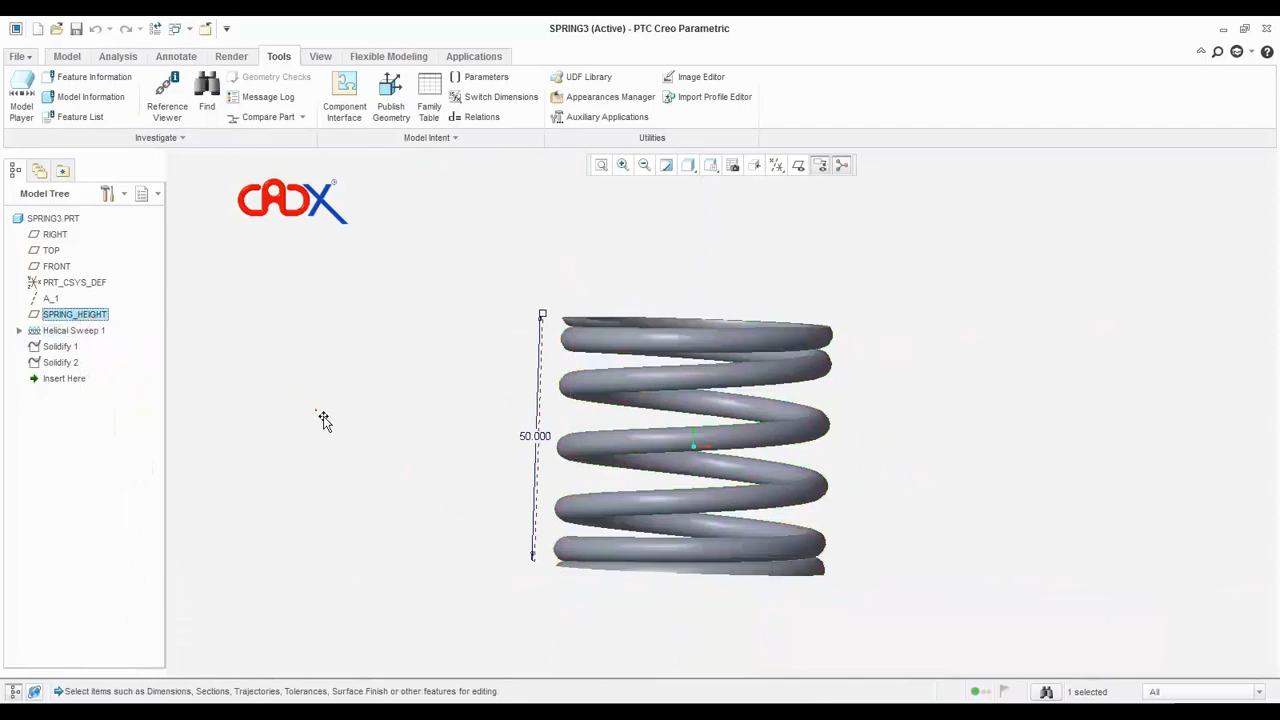 SPRING3 (Active) - PTC Creo Parametric
File Model Analysis Annotate Render Tools View Flexible Modeling Applications
Model Player
Feature Information
Model Information
Feature List
Reference Viewer
Find
Geometry Checks
Message Log
Compare Part
Component Interface
Publish Geometry
Family Table
Parameters
Switch Dimensions
d= Relations
UDF Library
Appearances Manager
Auxiliary Applications
Image Editor
Import Profile Editor
Investigate Model Intent Utilities
Model Tree
SPRING3.PRT
RIGHT
TOP
FRONT
PRT_CSYS_DEF
A_1
SPRING_HEIGHT
Helical Sweep 1
Solidify 1
Solidify 2
Insert Here
CADX
50.000
Select items such as Dimensions, Sections, Trajectories, Tolerances, Surface Finish or other features for editing.
1 selected
All